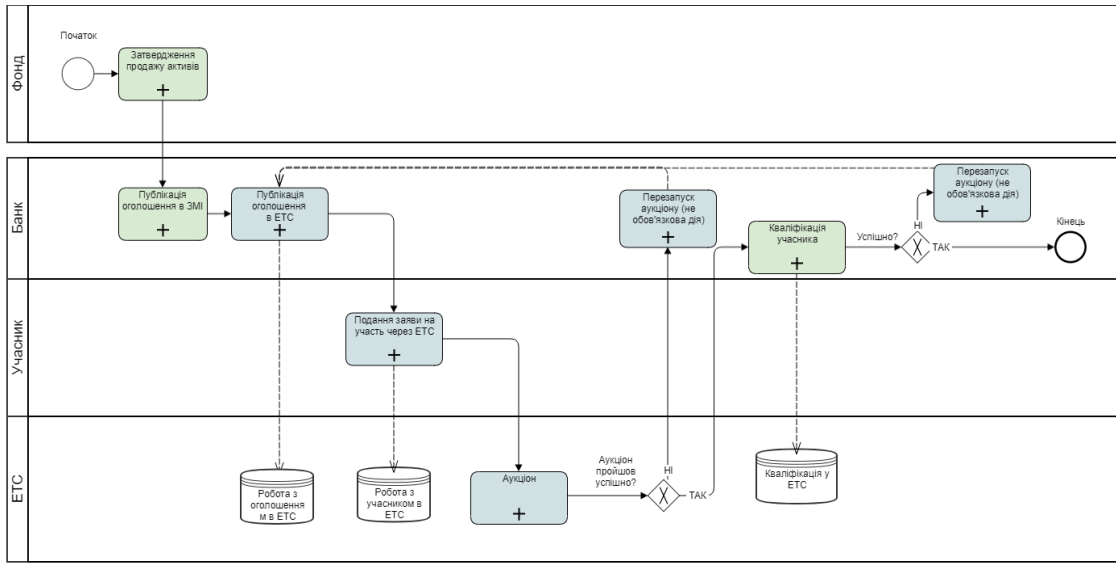 Фонд
Початок
Затвердження
продажу активів
Банк
Публікація
оголошення в ЗМІ
Публікація
оголошення
в ЕТС
Перезапуск
аукціону (не
обов'язкова дія)
Кваліфікація
учасника
Успішно?
НІ
ТАК
Перезапуск
аукціону (не
обов'язкова дія)
Кінець
Учасник
Подання заяви на
участь через ЕТС
ЕТС
Робота з
оголошення
м в ЕТС
Робота з
учасником в
ЕТС
Аукціон
Аукціон
пройшов
успішно?
НІ
ТАК
Кваліфікація у
ЕТС